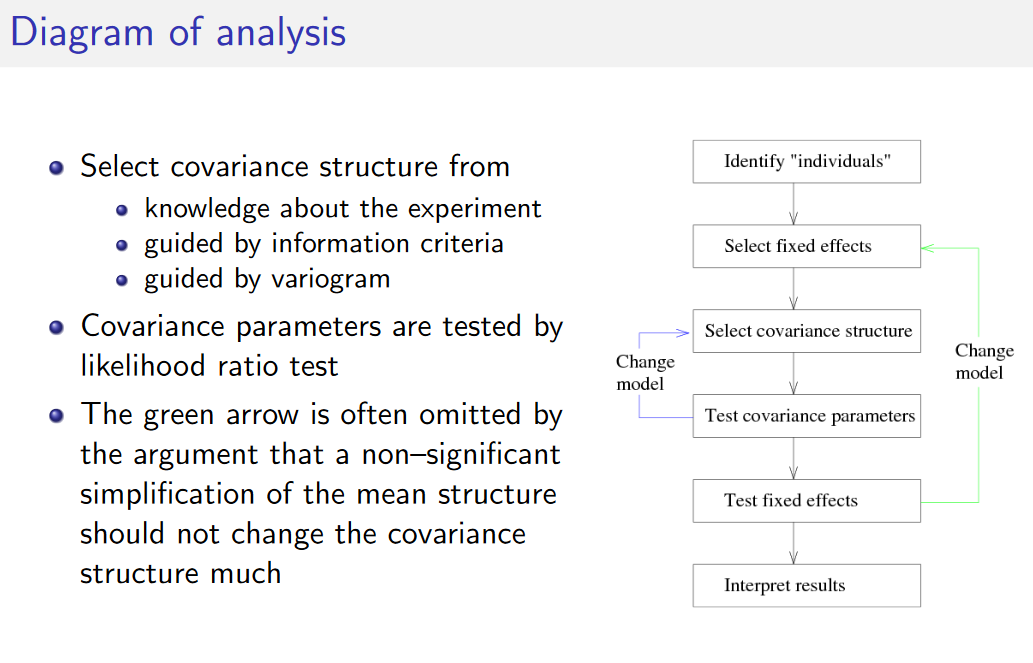 Diagram of analysis
Select covariance structure from
knowledge about the experiment
guided by information criteria
guided by variogram
Covariance parameters are tested by
likelihood ratio test
The green arrow is often omitted by
the argument that a non–significant
simplification of the mean structure
should not change the covariance
structure much
Identify "individuals"
Select fixed effects
Select covariance structure
Change
model
Change
model
Test covariance parameters
Test fixed effects
Interpret results